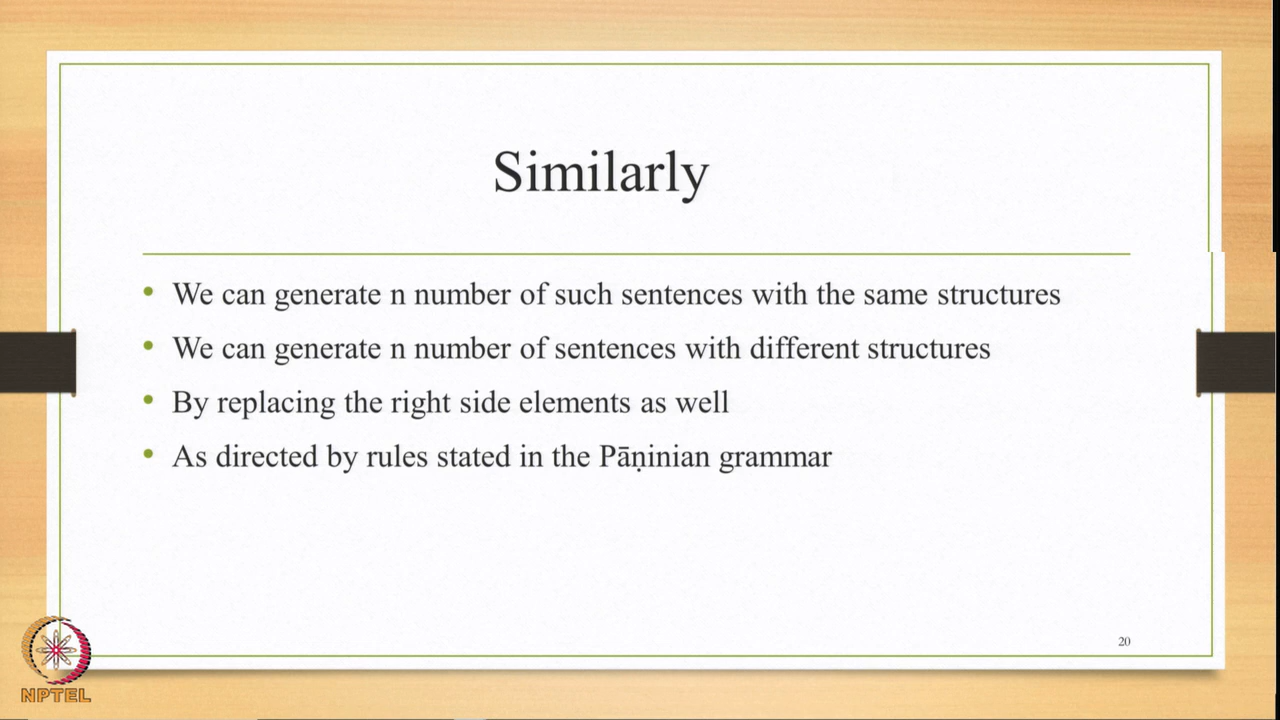 Similarly
We can generate n number of such sentences with the same structures
We can generate n number of sentences with different structures
By replacing the right side elements as well
As directed by rules stated in the Pāṇinian grammar
20
NPTEL